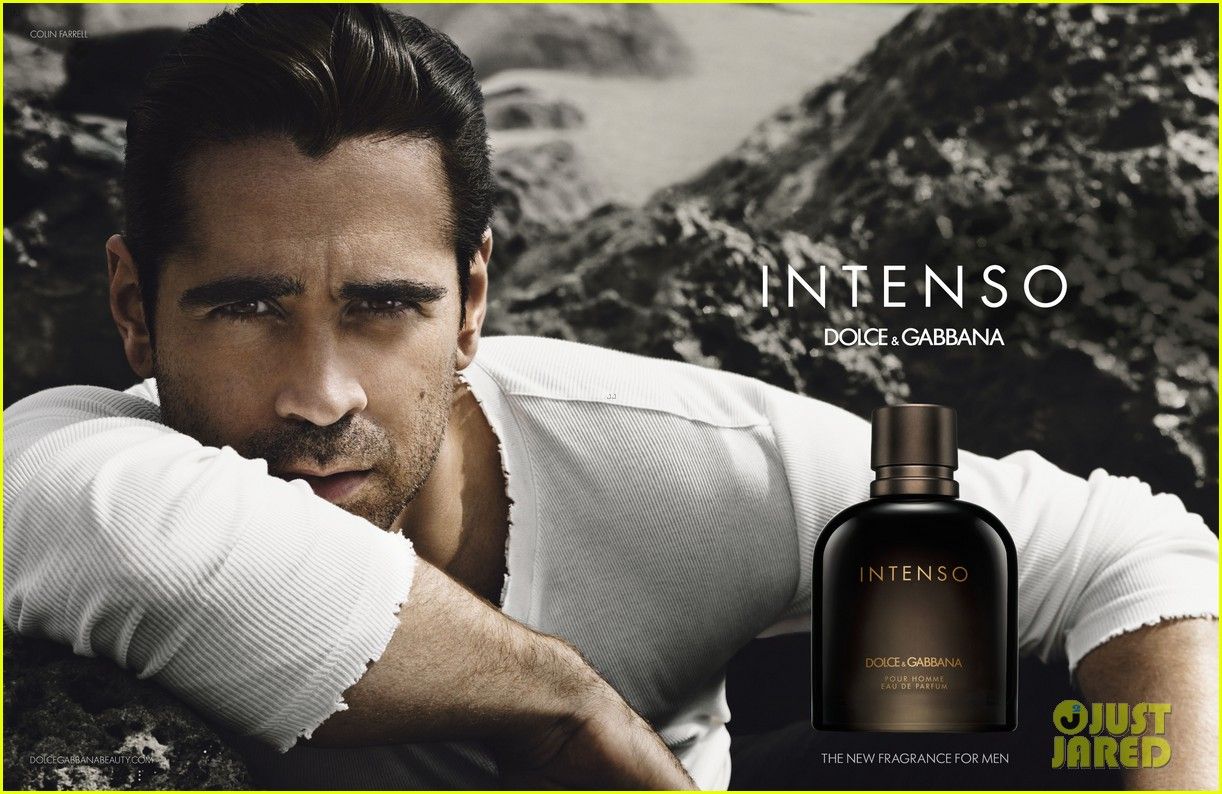 COLIN FARRELL
INTENSO
DOLCE & GABBANA
INTENSO
DOLCE & GABBANA
POUR HOMME
EAU DE PARFUM
DOLCEGABBANABEAUTY.COM
THE NEW FRAGRANCE FOR MEN
JUST
JARED